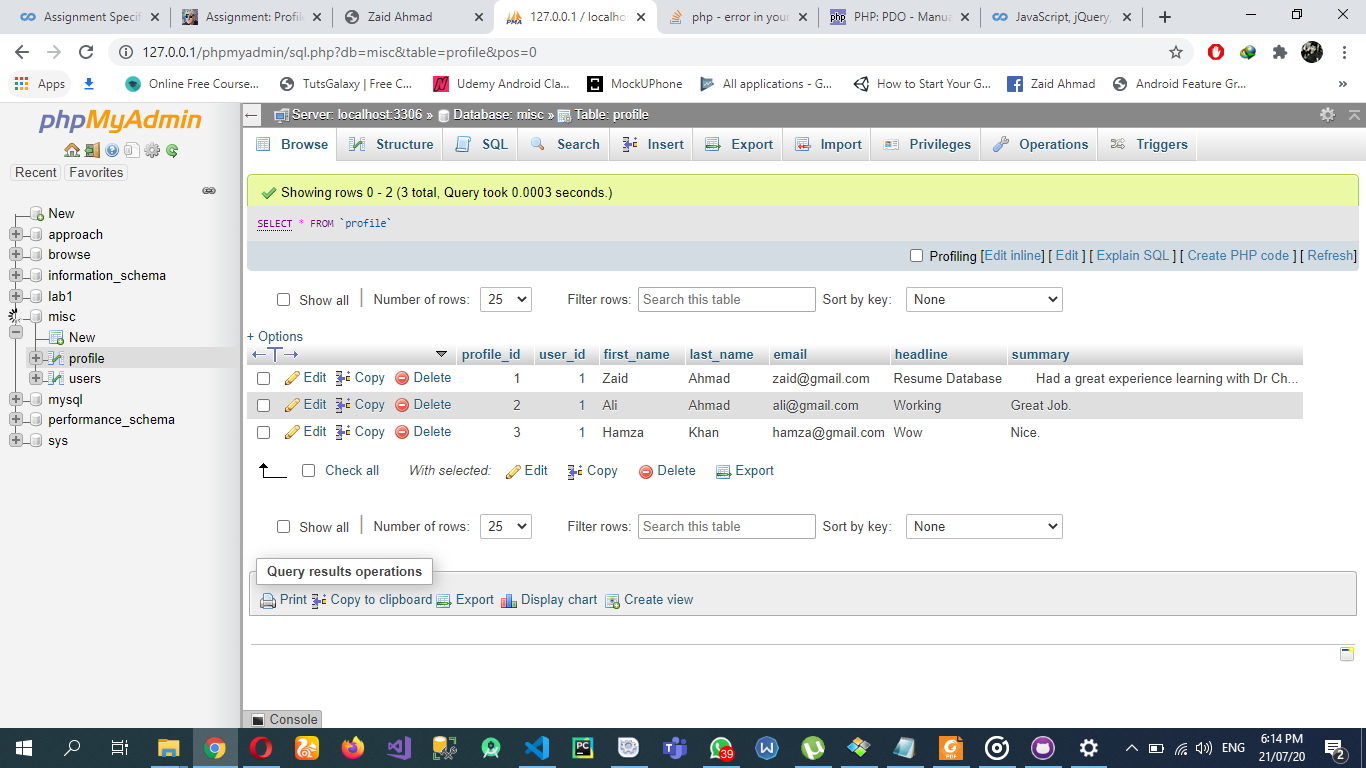 Assignment Specif
Assignment: Profil
Zaid Ahmad
PMA 127.0.0.1 / localho
php - error in your
php PHP: PDO - Manua
JavaScript, jQuery,
127.0.0.1/phpmyadmin/sql.php?db=misc&table=profile&pos=0
Apps
Online Free Course...
TutsGalaxy | Free C...
Udemy Android Cla...
MockUPhone
All applications - G...
How to Start Your G...
Zaid Ahmad
Android Feature Gr...
»
phpMyAdmin
Recent Favorites
New
approach
browse
information_schema
lab1
misc
New
profile
users
mysql
performance_schema
sys
Server: localhost:3306 » Database: misc » Table: profile
Browse Structure SQL Search Insert Export Import Privileges Operations Triggers
Showing rows 0 - 2 (3 total, Query took 0.0003 seconds.)
SELECT * FROM `profile`
Profiling [Edit inline] [ Edit ] [ Explain SQL ] [ Create PHP code ] [ Refresh]
Show all | Number of rows: 25 Filter rows: Search this table Sort by key: None
+ Options
←T→ profile_id user_id first_name last_name email headline summary
Edit Copy Delete 1 1 Zaid Ahmad zaid@gmail.com Resume Database Had a great experience learning with Dr Ch...
Edit Copy Delete 2 1 Ali Ahmad ali@gmail.com Working Great Job.
Edit Copy Delete 3 1 Hamza Khan hamza@gmail.com Wow Nice.
Check all With selected: Edit Copy Delete Export
Show all | Number of rows: 25 Filter rows: Search this table Sort by key: None
Query results operations
Print Copy to clipboard Export Display chart Create view
Console
39
ENG
6:14 PM
21/07/20
2